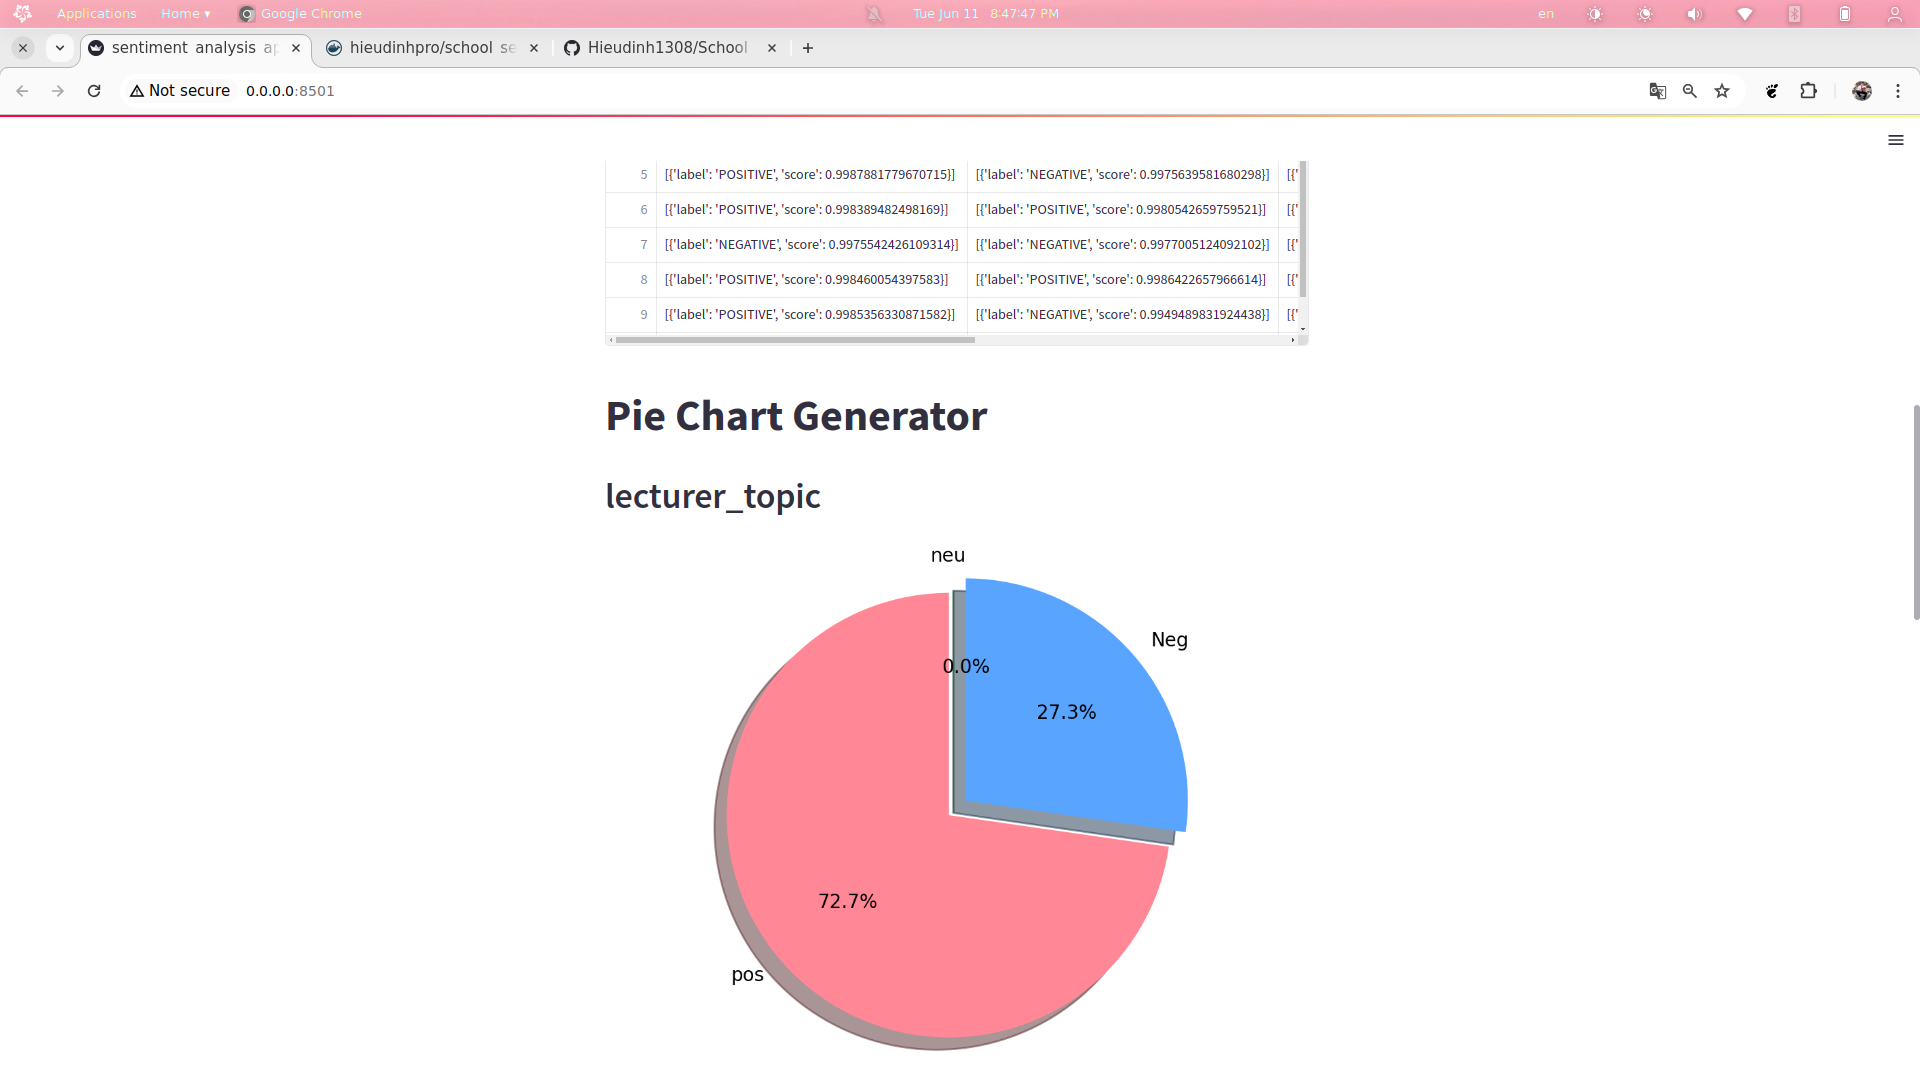 Applications Home ▾ Google Chrome Tue Jun 11 8:47:47 PM en
sentiment analysis hieudinhpro/school Hieudinh1308/School
Not secure 0.0.0.0:8501
5 [{'label': 'POSITIVE', 'score': 0.9987881779670715}] [{'label': 'NEGATIVE', 'score': 0.9975639581680298}] [{'
6 [{'label': 'POSITIVE', 'score': 0.998389482498169}] [{'label': 'POSITIVE', 'score': 0.9980542659759521}] [{'
7 [{'label': 'NEGATIVE', 'score': 0.9975542426109314}] [{'label': 'NEGATIVE', 'score': 0.9977005124092102}] [{'
8 [{'label': 'POSITIVE', 'score': 0.998460054397583}] [{'label': 'POSITIVE', 'score': 0.9986422657966614}] [{'
9 [{'label': 'POSITIVE', 'score': 0.9985356330871582}] [{'label': 'NEGATIVE', 'score': 0.9949489831924438}] [{'
Pie Chart Generator
lecturer_topic
neu
Neg
0.0%
27.3%
72.7%
pos